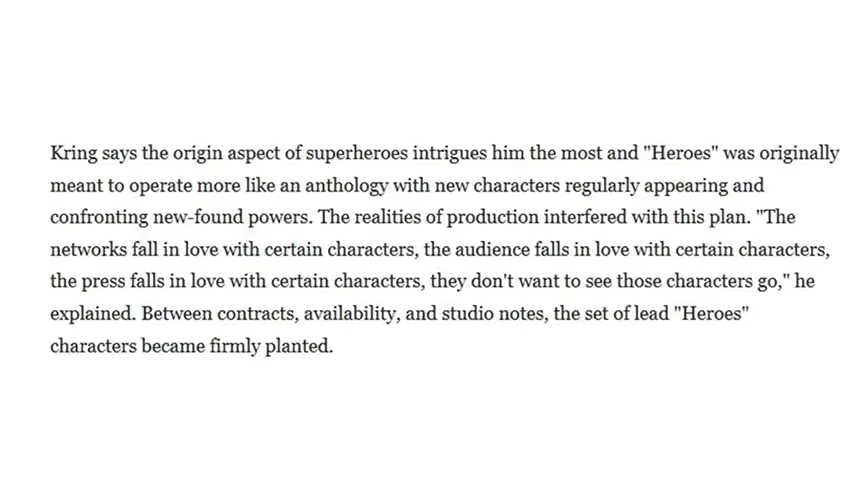 Kring says the origin aspect of superheroes intrigues him the most and "Heroes" was originally
meant to operate more like an anthology with new characters regularly appearing and
confronting new-found powers. The realities of production interfered with this plan. "The
networks fall in love with certain characters, the audience falls in love with certain characters,
the press falls in love with certain characters, they don't want to see those characters go," he
explained. Between contracts, availability, and studio notes, the set of lead "Heroes"
characters became firmly planted.